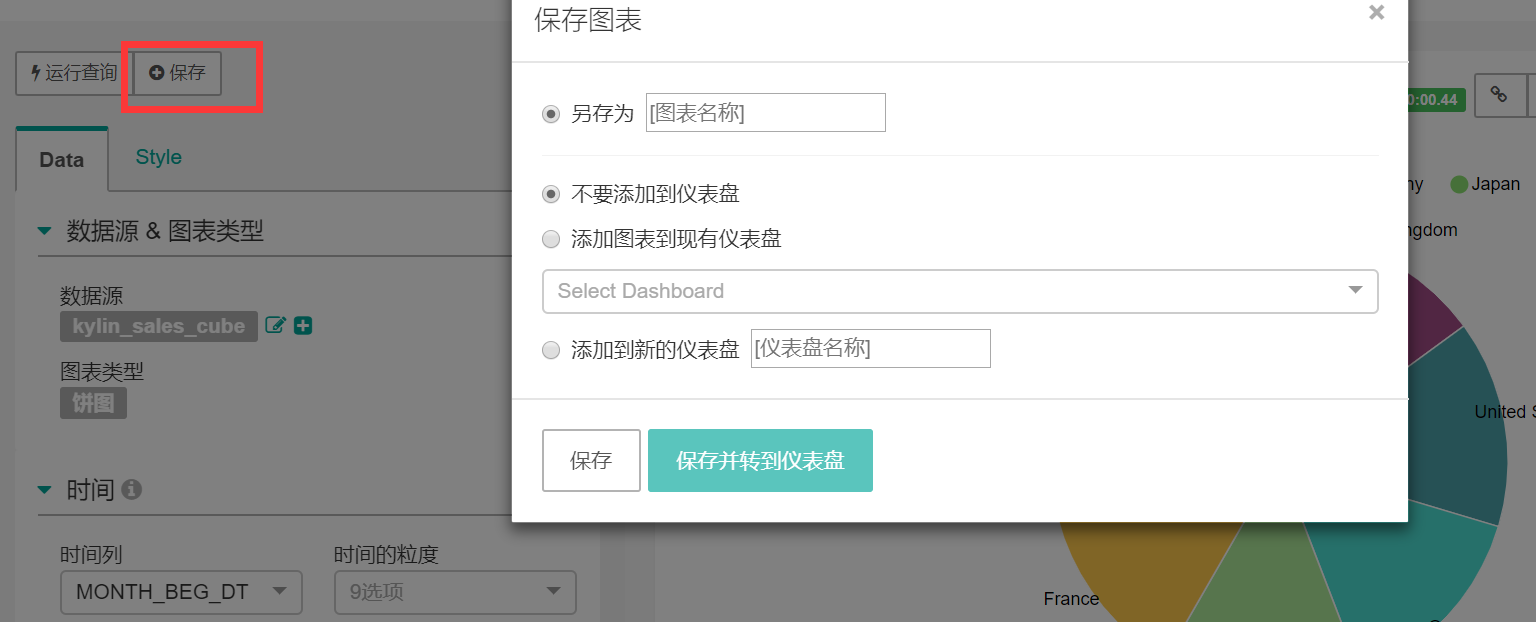 保存图表
×
运行查询
保存
另存为 [图表名称]
0:00.44
Data
Style
不要添加到仪表盘
Japan
数据源 & 图表类型
添加图表到现有仪表盘
Select Dashboard
数据源
kylin_sales_cube
添加到新的仪表盘 [仪表盘名称]
图表类型
饼图
United S
保存
保存并转到仪表盘
时间
时间列
时间的粒度
MONTH_BEG_DT
9选项
France